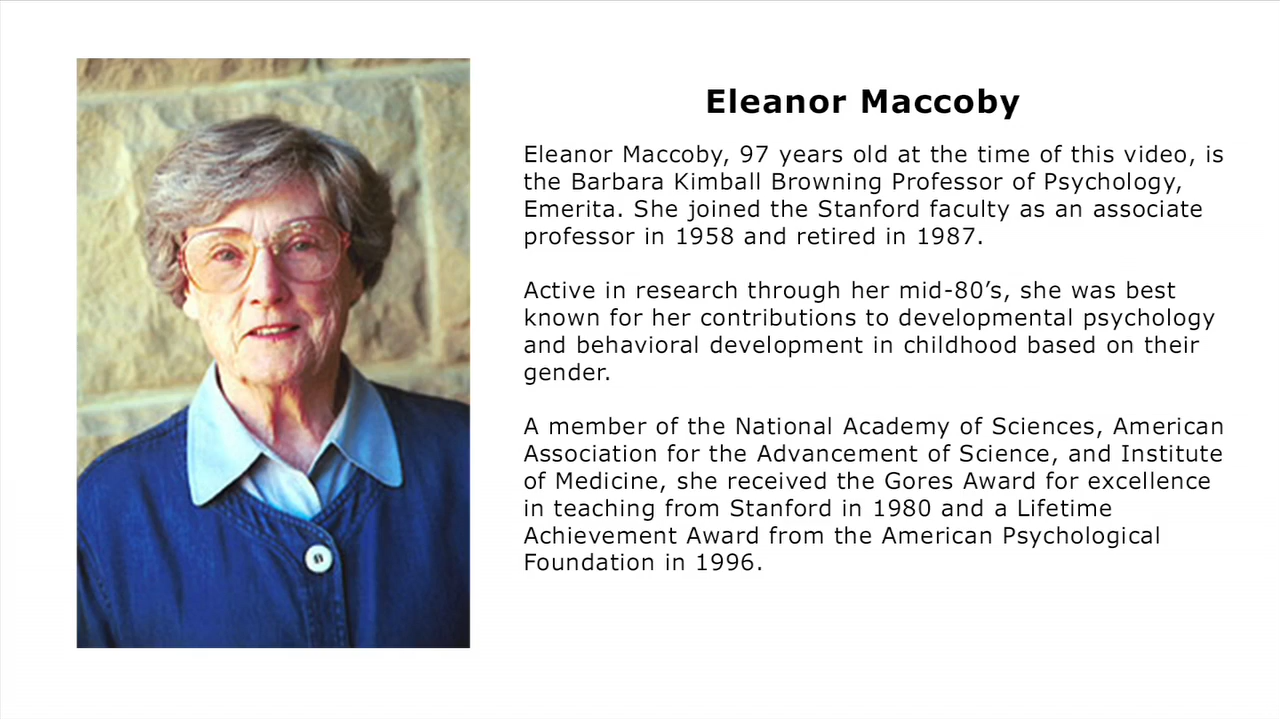 Eleanor Maccoby
Eleanor Maccoby, 97 years old at the time of this video, is
the Barbara Kimball Browning Professor of Psychology,
Emerita. She joined the Stanford faculty as an associate
professor in 1958 and retired in 1987.
Active in research through her mid-80’s, she was best
known for her contributions to developmental psychology
and behavioral development in childhood based on their
gender.
A member of the National Academy of Sciences, American
Association for the Advancement of Science, and Institute
of Medicine, she received the Gores Award for excellence
in teaching from Stanford in 1980 and a Lifetime
Achievement Award from the American Psychological
Foundation in 1996.